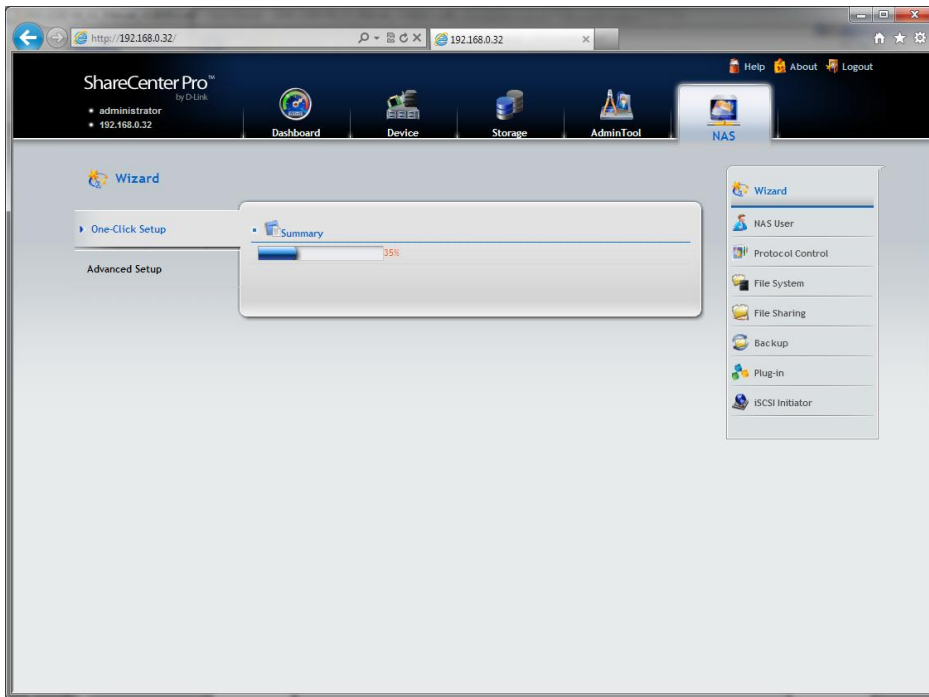 http://192.168.0.32/
192.168.0.32
Help About Logout
ShareCenter Pro™
by D-Link
administrator
192.168.0.32
Dashboard Device Storage AdminTool NAS
Wizard
One-Click Setup
Advanced Setup
Summary
35%
Wizard
NAS User
Protocol Control
File System
File Sharing
Backup
Plug-in
iSCSI Initiator